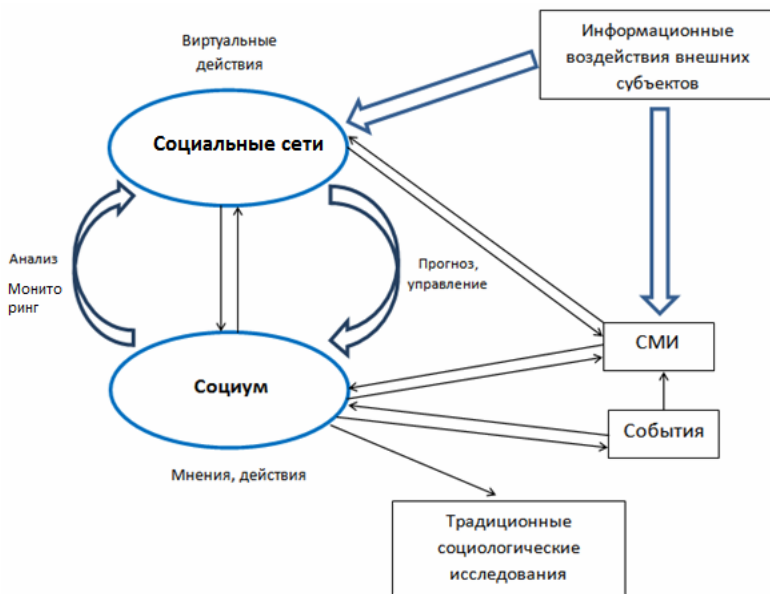 Виртуальные
действия
Информационные
воздействия внешних
субъектов
Социальные сети
Анализ
Монито
ринг
Прогноз,
управление
СМИ
Социум
События
Мнения, действия
Традиционные
социологические
исследования